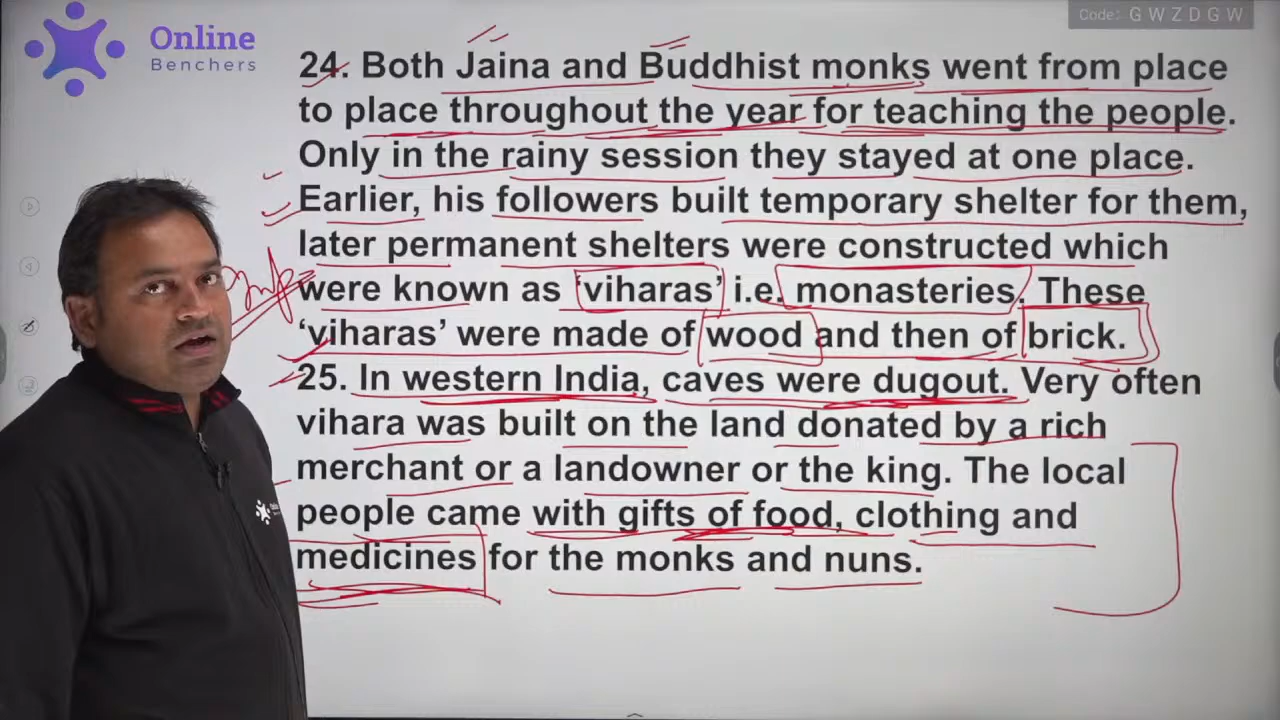 Code: G W Z D G W
Online
Benchers
24. Both Jaina and Buddhist monks went from place
to place throughout the year for teaching the people.
Only in the rainy session they stayed at one place.
Earlier, his followers built temporary shelter for them,
later permanent shelters were constructed which
were known as ‘viharas’ i.e. monasteries. These
‘viharas’ were made of wood and then of brick.
25. In western India, caves were dugout. Very often
vihara was built on the land donated by a rich
merchant or a landowner or the king. The local
people came with gifts of food, clothing and
medicines for the monks and nuns.